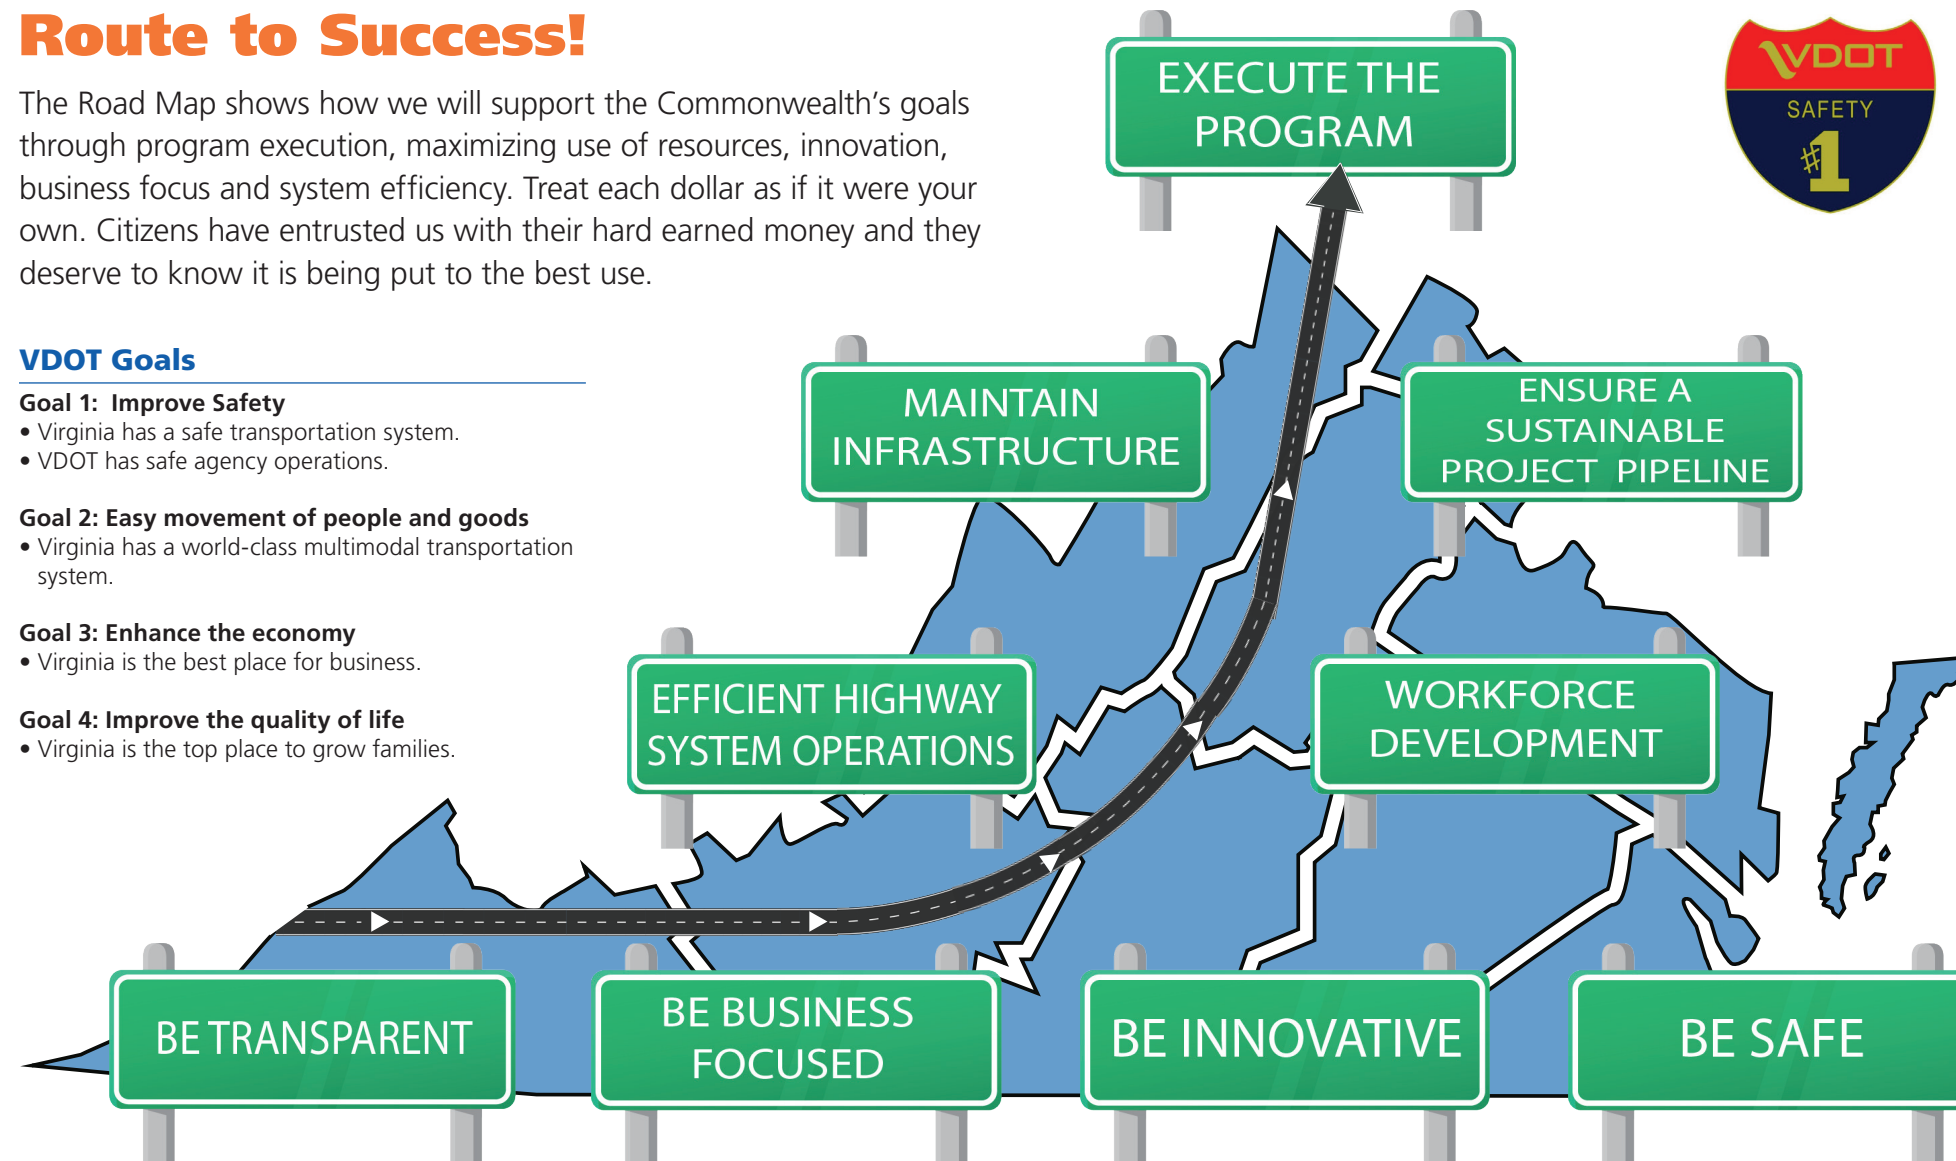 Route to Success!
The Road Map shows how we will support the Commonwealth’s goals
through program execution, maximizing use of resources, innovation,
business focus and system efficiency. Treat each dollar as if it were your
own. Citizens have entrusted us with their hard earned money and they
deserve to know it is being put to the best use.
VDOT Goals
Goal 1:  Improve Safety
• Virginia has a safe transportation system.
• VDOT has safe agency operations.
Goal 2: Easy movement of people and goods
• Virginia has a world-class multimodal transportation
system.
Goal 3: Enhance the economy
• Virginia is the best place for business.
Goal 4: Improve the quality of life
• Virginia is the top place to grow families.
EXECUTE THE
PROGRAM
VDOT
SAFETY
#1
MAINTAIN
INFRASTRUCTURE
ENSURE A
SUSTAINABLE
PROJECT PIPELINE
EFFICIENT HIGHWAY
SYSTEM OPERATIONS
WORKFORCE
DEVELOPMENT
BE TRANSPARENT
BE BUSINESS
FOCUSED
BE INNOVATIVE
BE SAFE